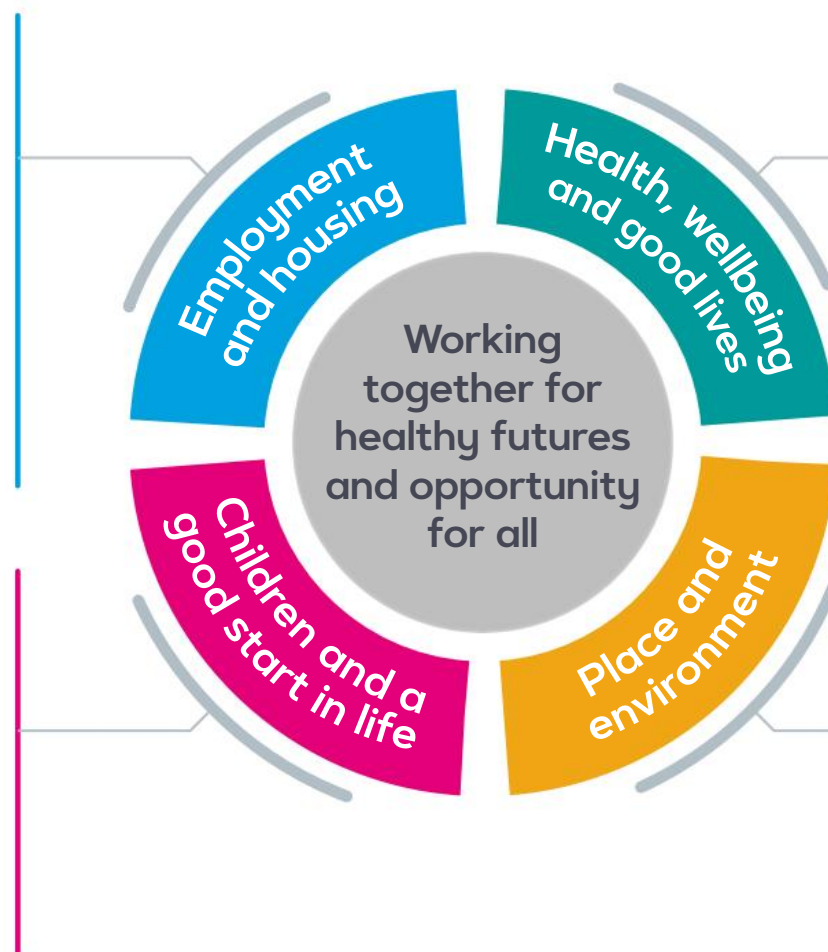 Employment
and housing
Health, wellbeing
and good lives
Working
together for
healthy futures
and opportunity
for all
Children and a
good start in life
Place and
environment